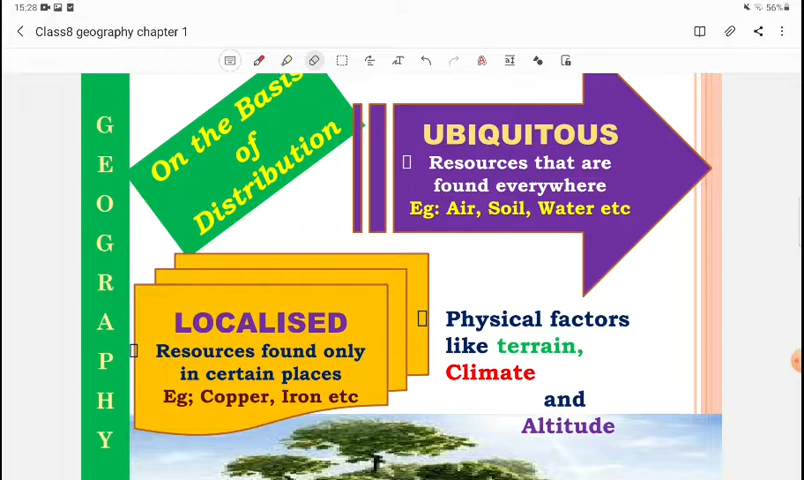 15:28
56%
Class8 geography chapter 1
GEOGRAPHY
On the Basis
of
Distribution
UBIQUITOUS
Resources that are
found everywhere
Eg: Air, Soil, Water etc
LOCALISED
Resources found only
in certain places
Eg; Copper, Iron etc
Physical factors
like terrain,
Climate
and
Altitude